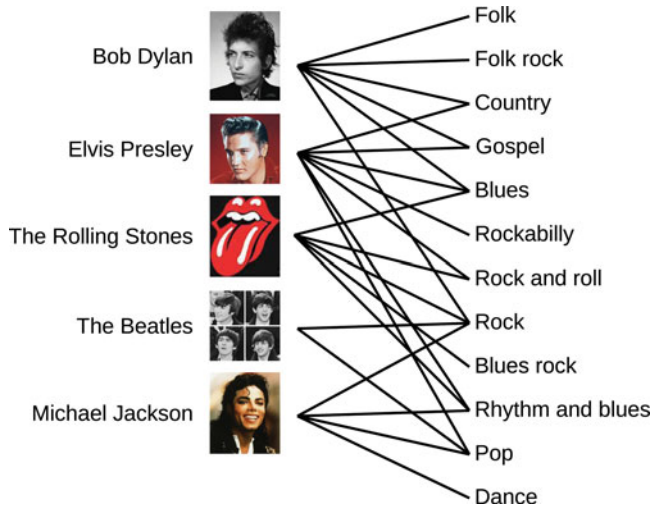 Bob Dylan
Elvis Presley
The Rolling Stones
The Beatles
Michael Jackson
Folk
Folk rock
Country
Gospel
Blues
Rockabilly
Rock and roll
Rock
Blues rock
Rhythm and blues
Pop
Dance